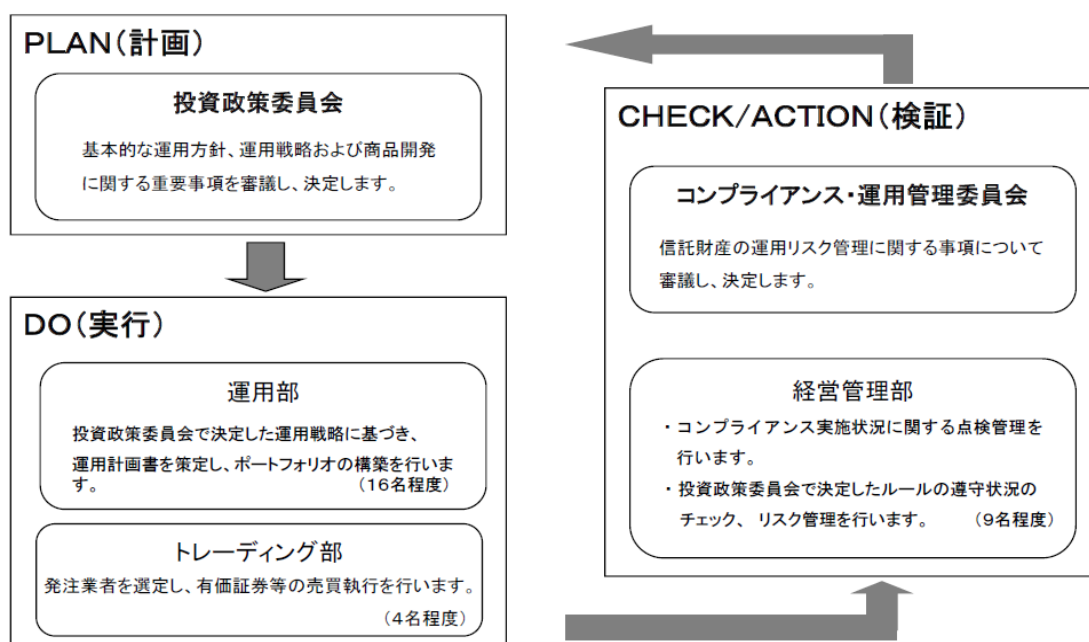 PLAN(計画)
投資政策委員会
基本的な運用方針、運用戦略および商品開発
に関する重要事項を審議し、決定します。
DO(実行)
運用部
投資政策委員会で決定した運用戦略に基づき、
運用計画書を策定し、ポートフォリオの構築を行いま
す。 (16名程度)
トレーディング部
発注業者を選定し、有価証券等の売買執行を行います。
(4名程度)
CHECK/ACTION(検証)
コンプライアンス・運用管理委員会
信託財産の運用リスク管理に関する事項について
審議し、決定します。
経営管理部
・コンプライアンス実施状況に関する点検管理を
行います。
・投資政策委員会で決定したルールの遵守状況の
チェック、リスク管理を行います。 (9名程度)